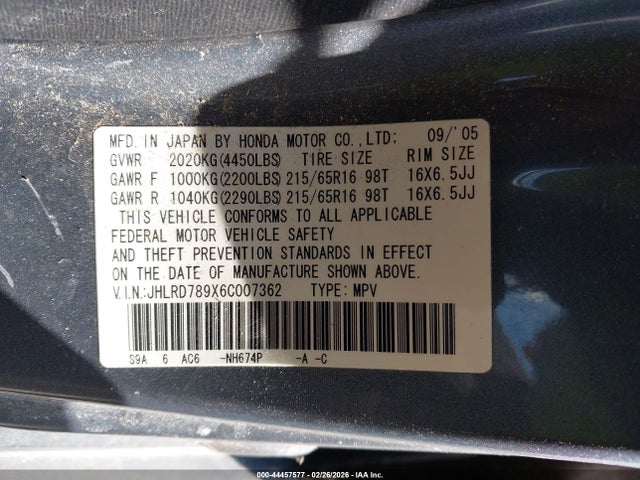 MFD. IN JAPAN BY HONDA MOTOR CO., LTD: 09/'05
GVWR 2020KG(4450LBS) TIRE SIZE RIM SIZE
GAWR F 1000KG(2200LBS) 215/65R16 98T 16X6.5JJ
GAWR R 1040KG(2290LBS) 215/65R16 98T 16X6.5JJ
THIS VEHICLE CONFORMS TO ALL APPLICABLE
FEDERAL MOTOR VEHICLE SAFETY
AND THEFT PREVENTION STANDARDS IN EFFECT
ON THE DATE OF MANUFACTURE SHOWN ABOVE.
V.I.N.:JHLRD789X6C007362 TYPE: MPV
S9A 6 AC6 -NH674P -A -C
000-44457577 - 02/26/2026 - IAA Inc.